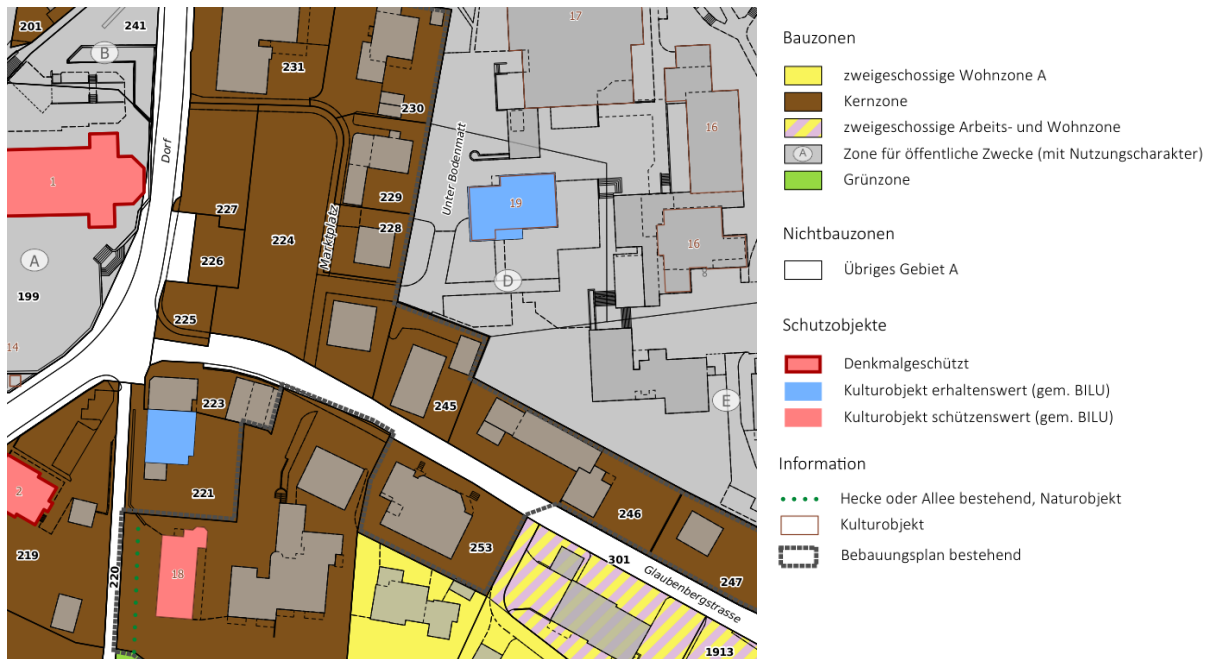 201
241
B
17
231
230
Dorf
Unter Bodenmatt
16
1
229
19
227
228
224
Marktplatz
16
A
226
8
199
D
225
14
245
E
223
2
221
246
253
219
301
18
220
247
Glaubenbergstrasse
1913
Bauzonen
zweigeschossige Wohnzone A
Kernzone
zweigeschossige Arbeits- und Wohnzone
A
Zone für öffentliche Zwecke (mit Nutzungscharakter)
Grünzone
Nichtbauzonen
Übriges Gebiet A
Schutzobjekte
Denkmalgeschützt
Kulturobjekt erhaltenswert (gem. BILU)
Kulturobjekt schützenswert (gem. BILU)
Information
Hecke oder Allee bestehend, Naturobjekt
Kulturobjekt
Bebauungsplan bestehend